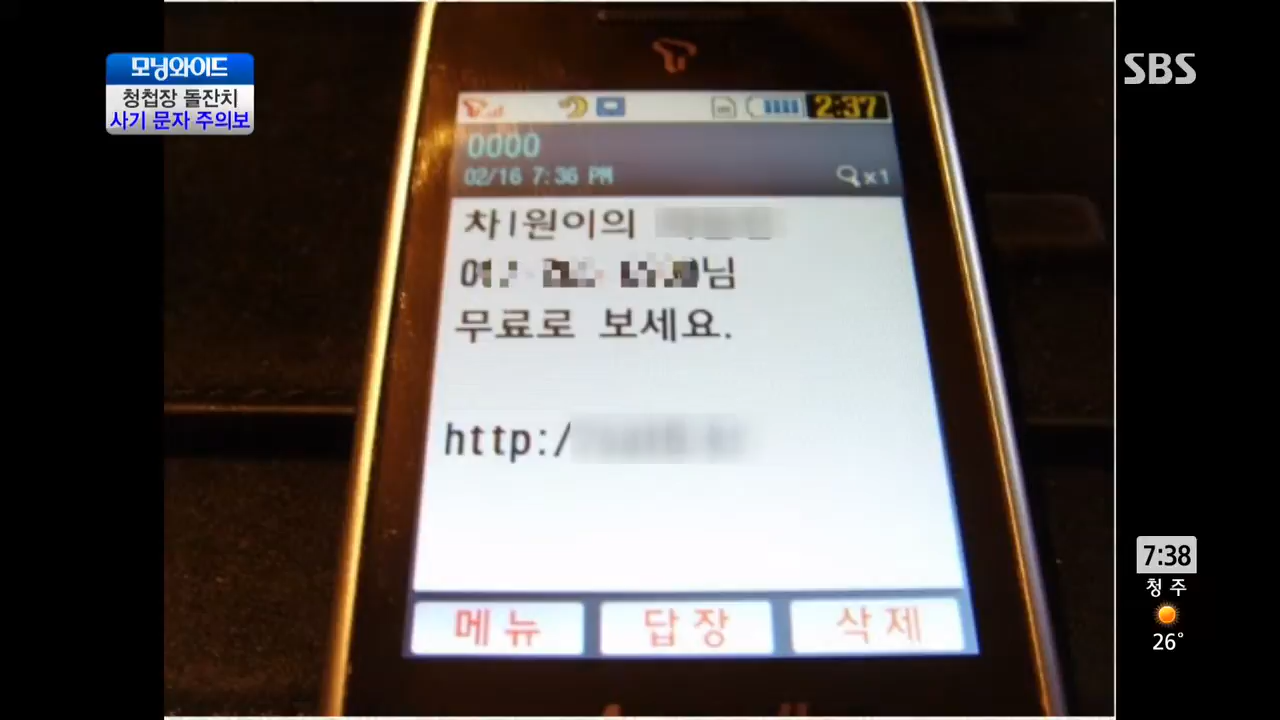 모닝와이드
청첩장 돌잔치
사기 문자 주의보
SBS
2:37
0000
02/16 7:36 PM
x1
차|원이의
님
무료로 보세요.
http:/
메뉴
답장
삭제
7:38
청주
26°